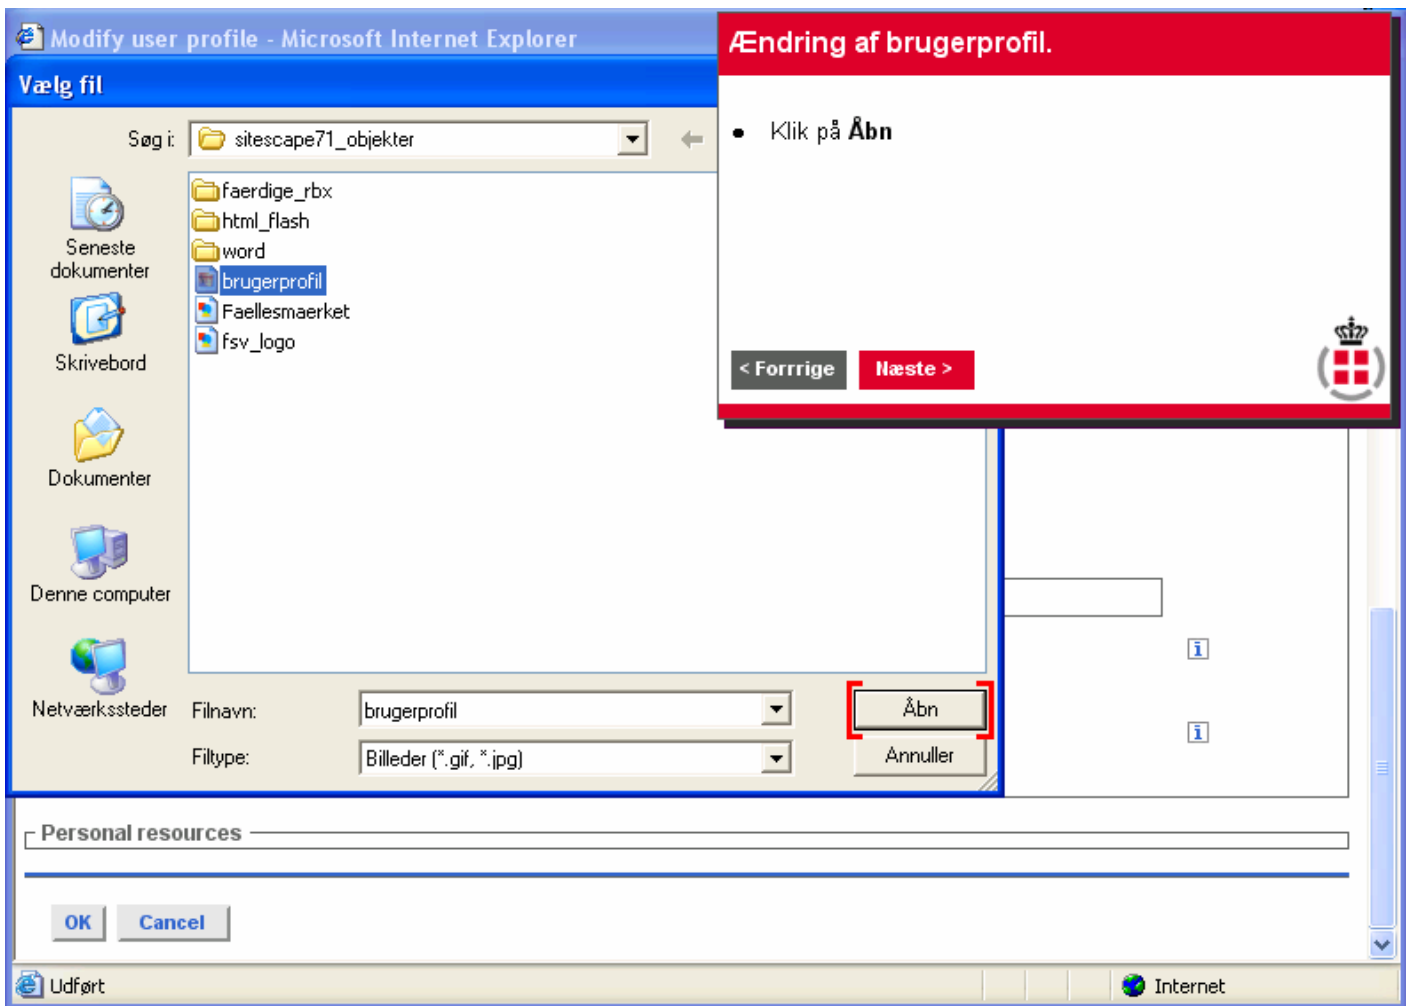 Modify user profile - Microsoft Internet Explorer
Vælg fil
Søg i:
sitescape71_objekter
Seneste
dokumenter
Skrivebord
Dokumenter
Denne computer
Netværkssteder
faerdige_rbx
html_flash
word
brugerprofil
Faellesmaerket
fsv_logo
Filnavn:
brugerprofil
Åbn
Filtype:
Billeder (*.gif, *.jpg)
Annuller
Ændring af brugerprofil.
• Klik på Åbn
< Forrrige
Næste >
i
i
Personal resources
OK
Cancel
Udført
Internet